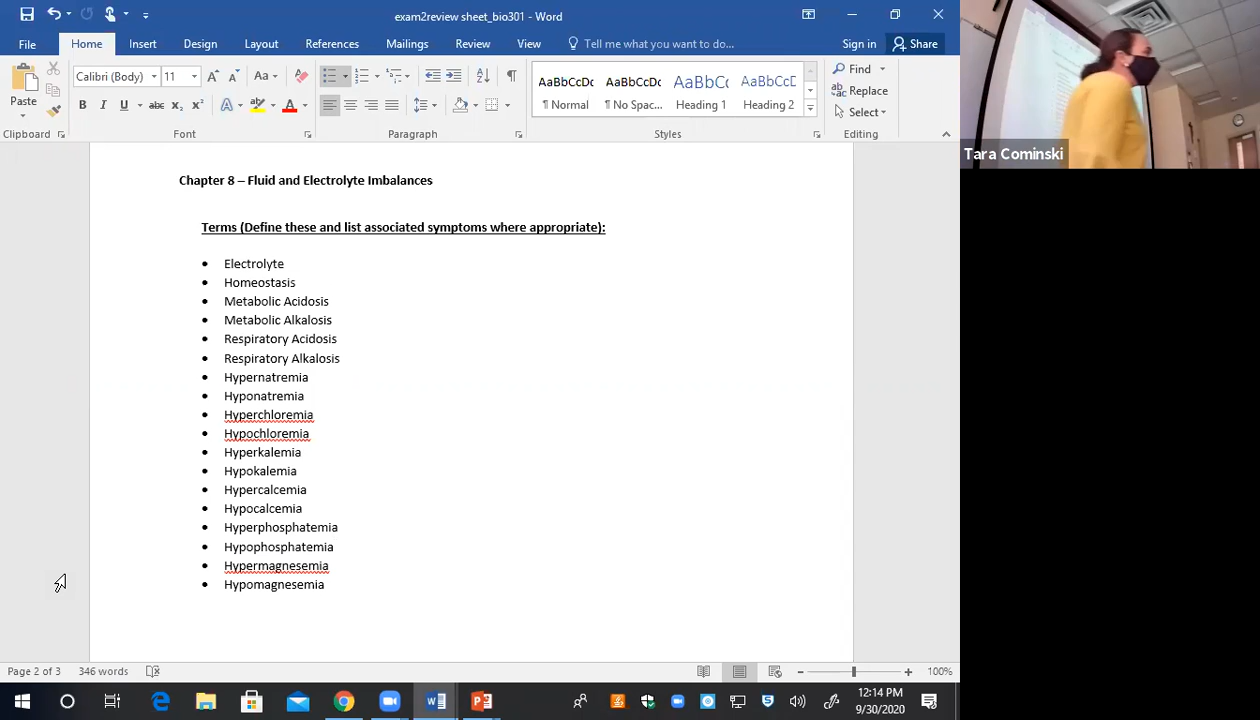 exam2review sheet_bio301 - Word
File
Home
Insert
Design
Layout
References
Mailings
Review
View
Tell me what you want to do...
Sign in
Share
Paste
Clipboard
Calibri (Body)
11
Aa
B I U abc X₂ X²
A
A
Font
Paragraph
AaBbCcDc
¶ Normal
AaBbCcDc
¶ No Spac...
AaBbCc
Heading 1
AaBbCcD
Heading 2
Styles
Find
Replace
Select
Editing
Chapter 8 – Fluid and Electrolyte Imbalances
Terms (Define these and list associated symptoms where appropriate):
• Electrolyte
• Homeostasis
• Metabolic Acidosis
• Metabolic Alkalosis
• Respiratory Acidosis
• Respiratory Alkalosis
• Hypernatremia
• Hyponatremia
• Hyperchloremia
• Hypochloremia
• Hyperkalemia
• Hypokalemia
• Hypercalcemia
• Hypocalcemia
• Hyperphosphatemia
• Hypophosphatemia
• Hypermagnesemia
• Hypomagnesemia
Page 2 of 3
346 words
100%
12:14 PM
9/30/2020
Tara Cominski